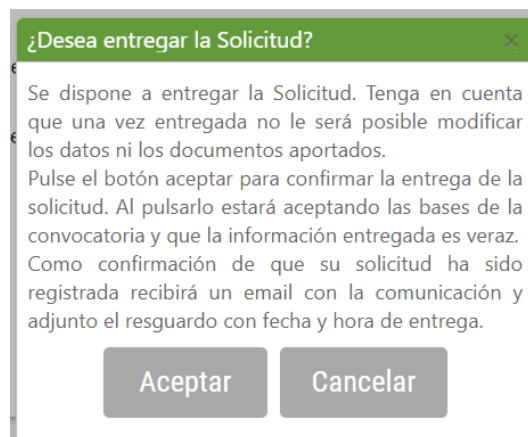 ¿Desea entregar la Solicitud?
×
Se dispone a entregar la Solicitud. Tenga en cuenta
que una vez entregada no le será posible modificar
los datos ni los documentos aportados.
Pulse el botón aceptar para confirmar la entrega de la
solicitud. Al pulsarlo estará aceptando las bases de la
convocatoria y que la información entregada es veraz.
Como confirmación de que su solicitud ha sido
registrada recibirá un email con la comunicación y
adjunto el resguardo con fecha y hora de entrega.
Aceptar
Cancelar